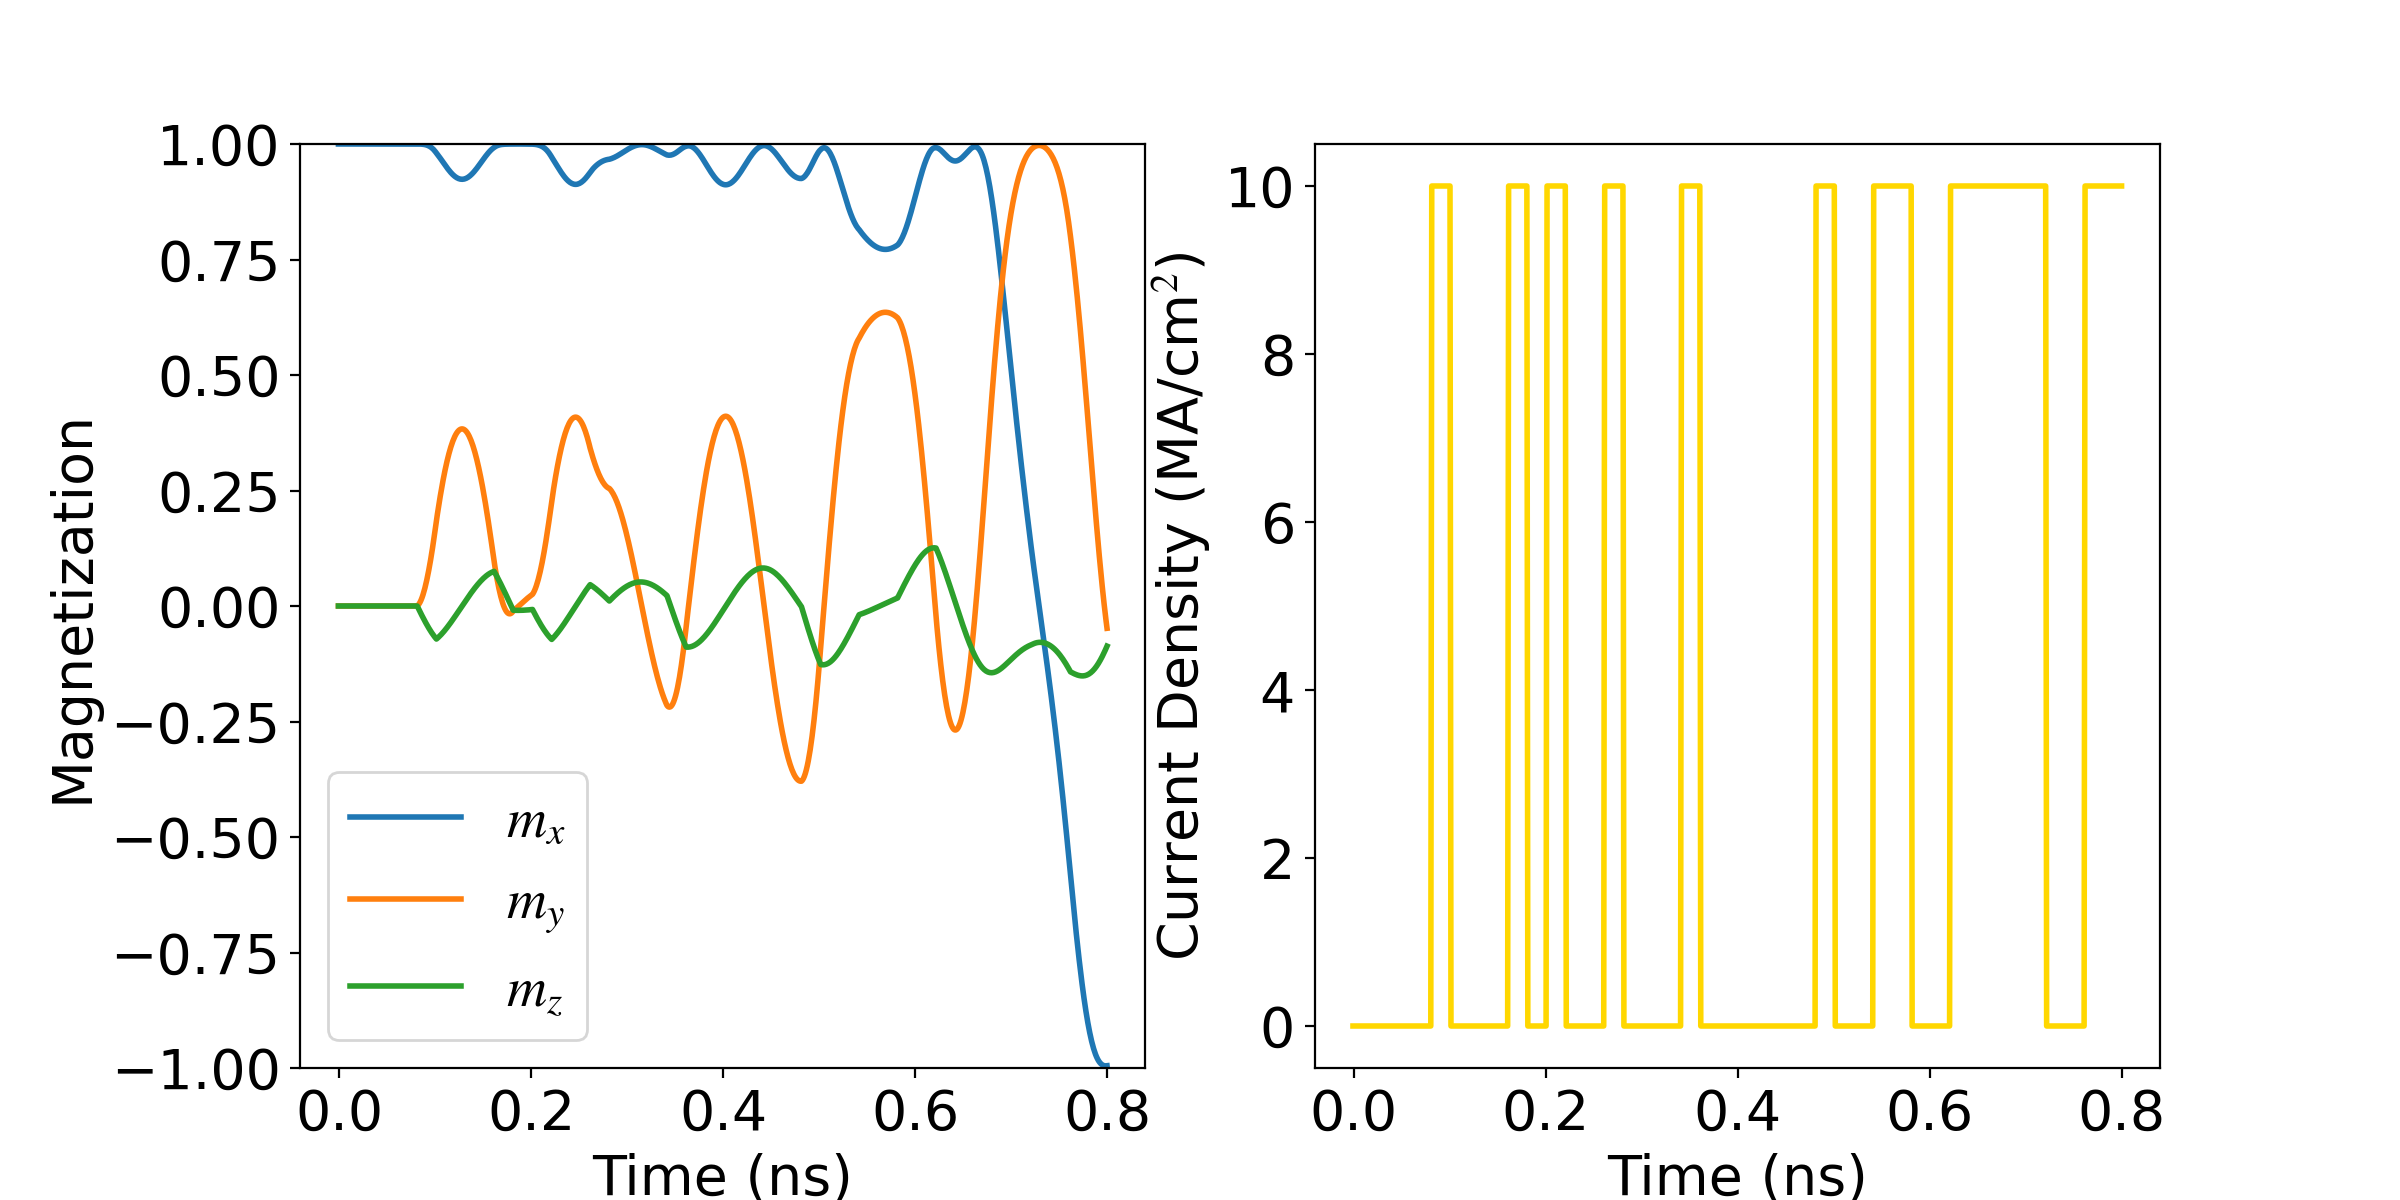 1.00
0.75
0.50
0.25
0.00
−0.25
−0.50
−0.75
−1.00
Magnetization
0.0 0.2 0.4 0.6 0.8
Time (ns)
m_x
m_y
m_z
10
8
6
4
2
0
Current Density (MA/cm²)
0.0 0.2 0.4 0.6 0.8
Time (ns)